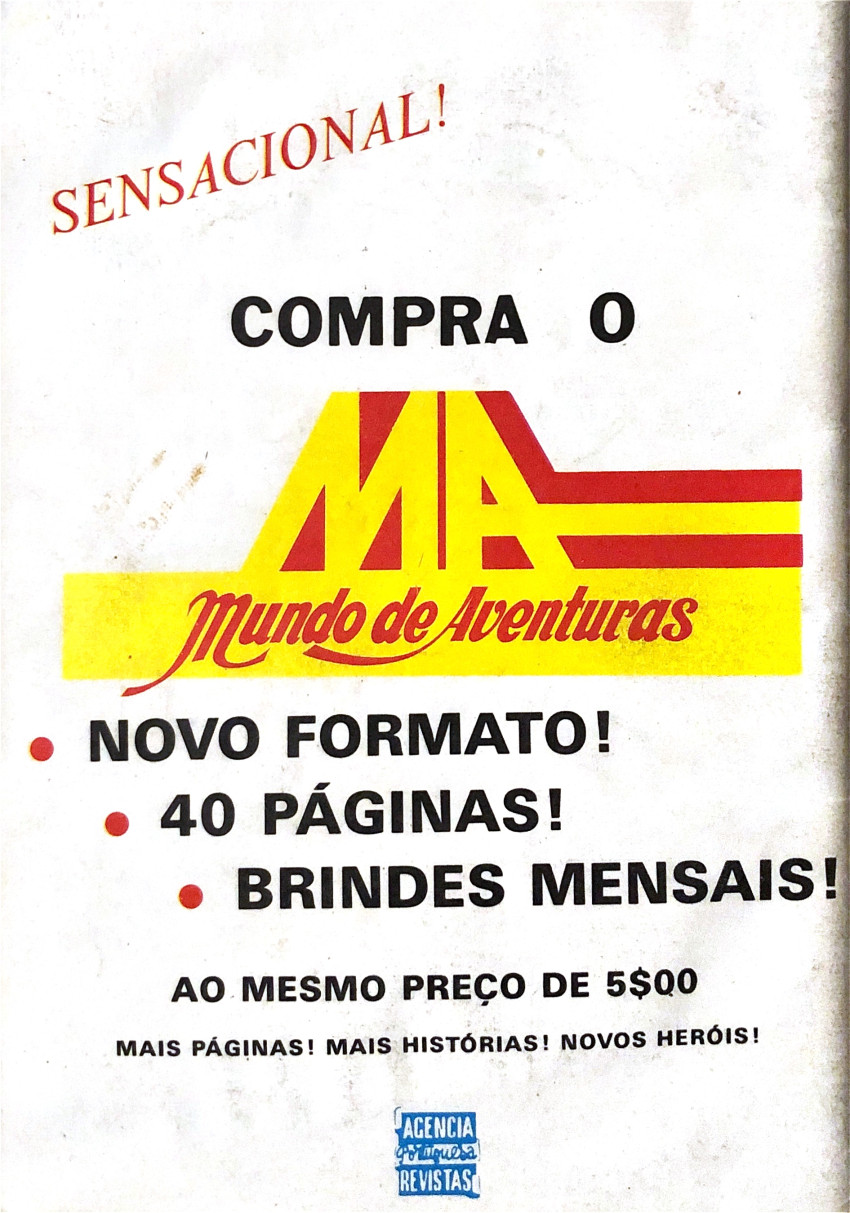 SENSACIONAL!
COMPRA O
MA
Mundo de Aventuras
NOVO FORMATO!
40 PÁGINAS!
BRINDES MENSAIS!
AO MESMO PREÇO DE 5$00
MAIS PÁGINAS! MAIS HISTÓRIAS! NOVOS HERÓIS!
AGENCIA
Portuguesa
REVISTAS